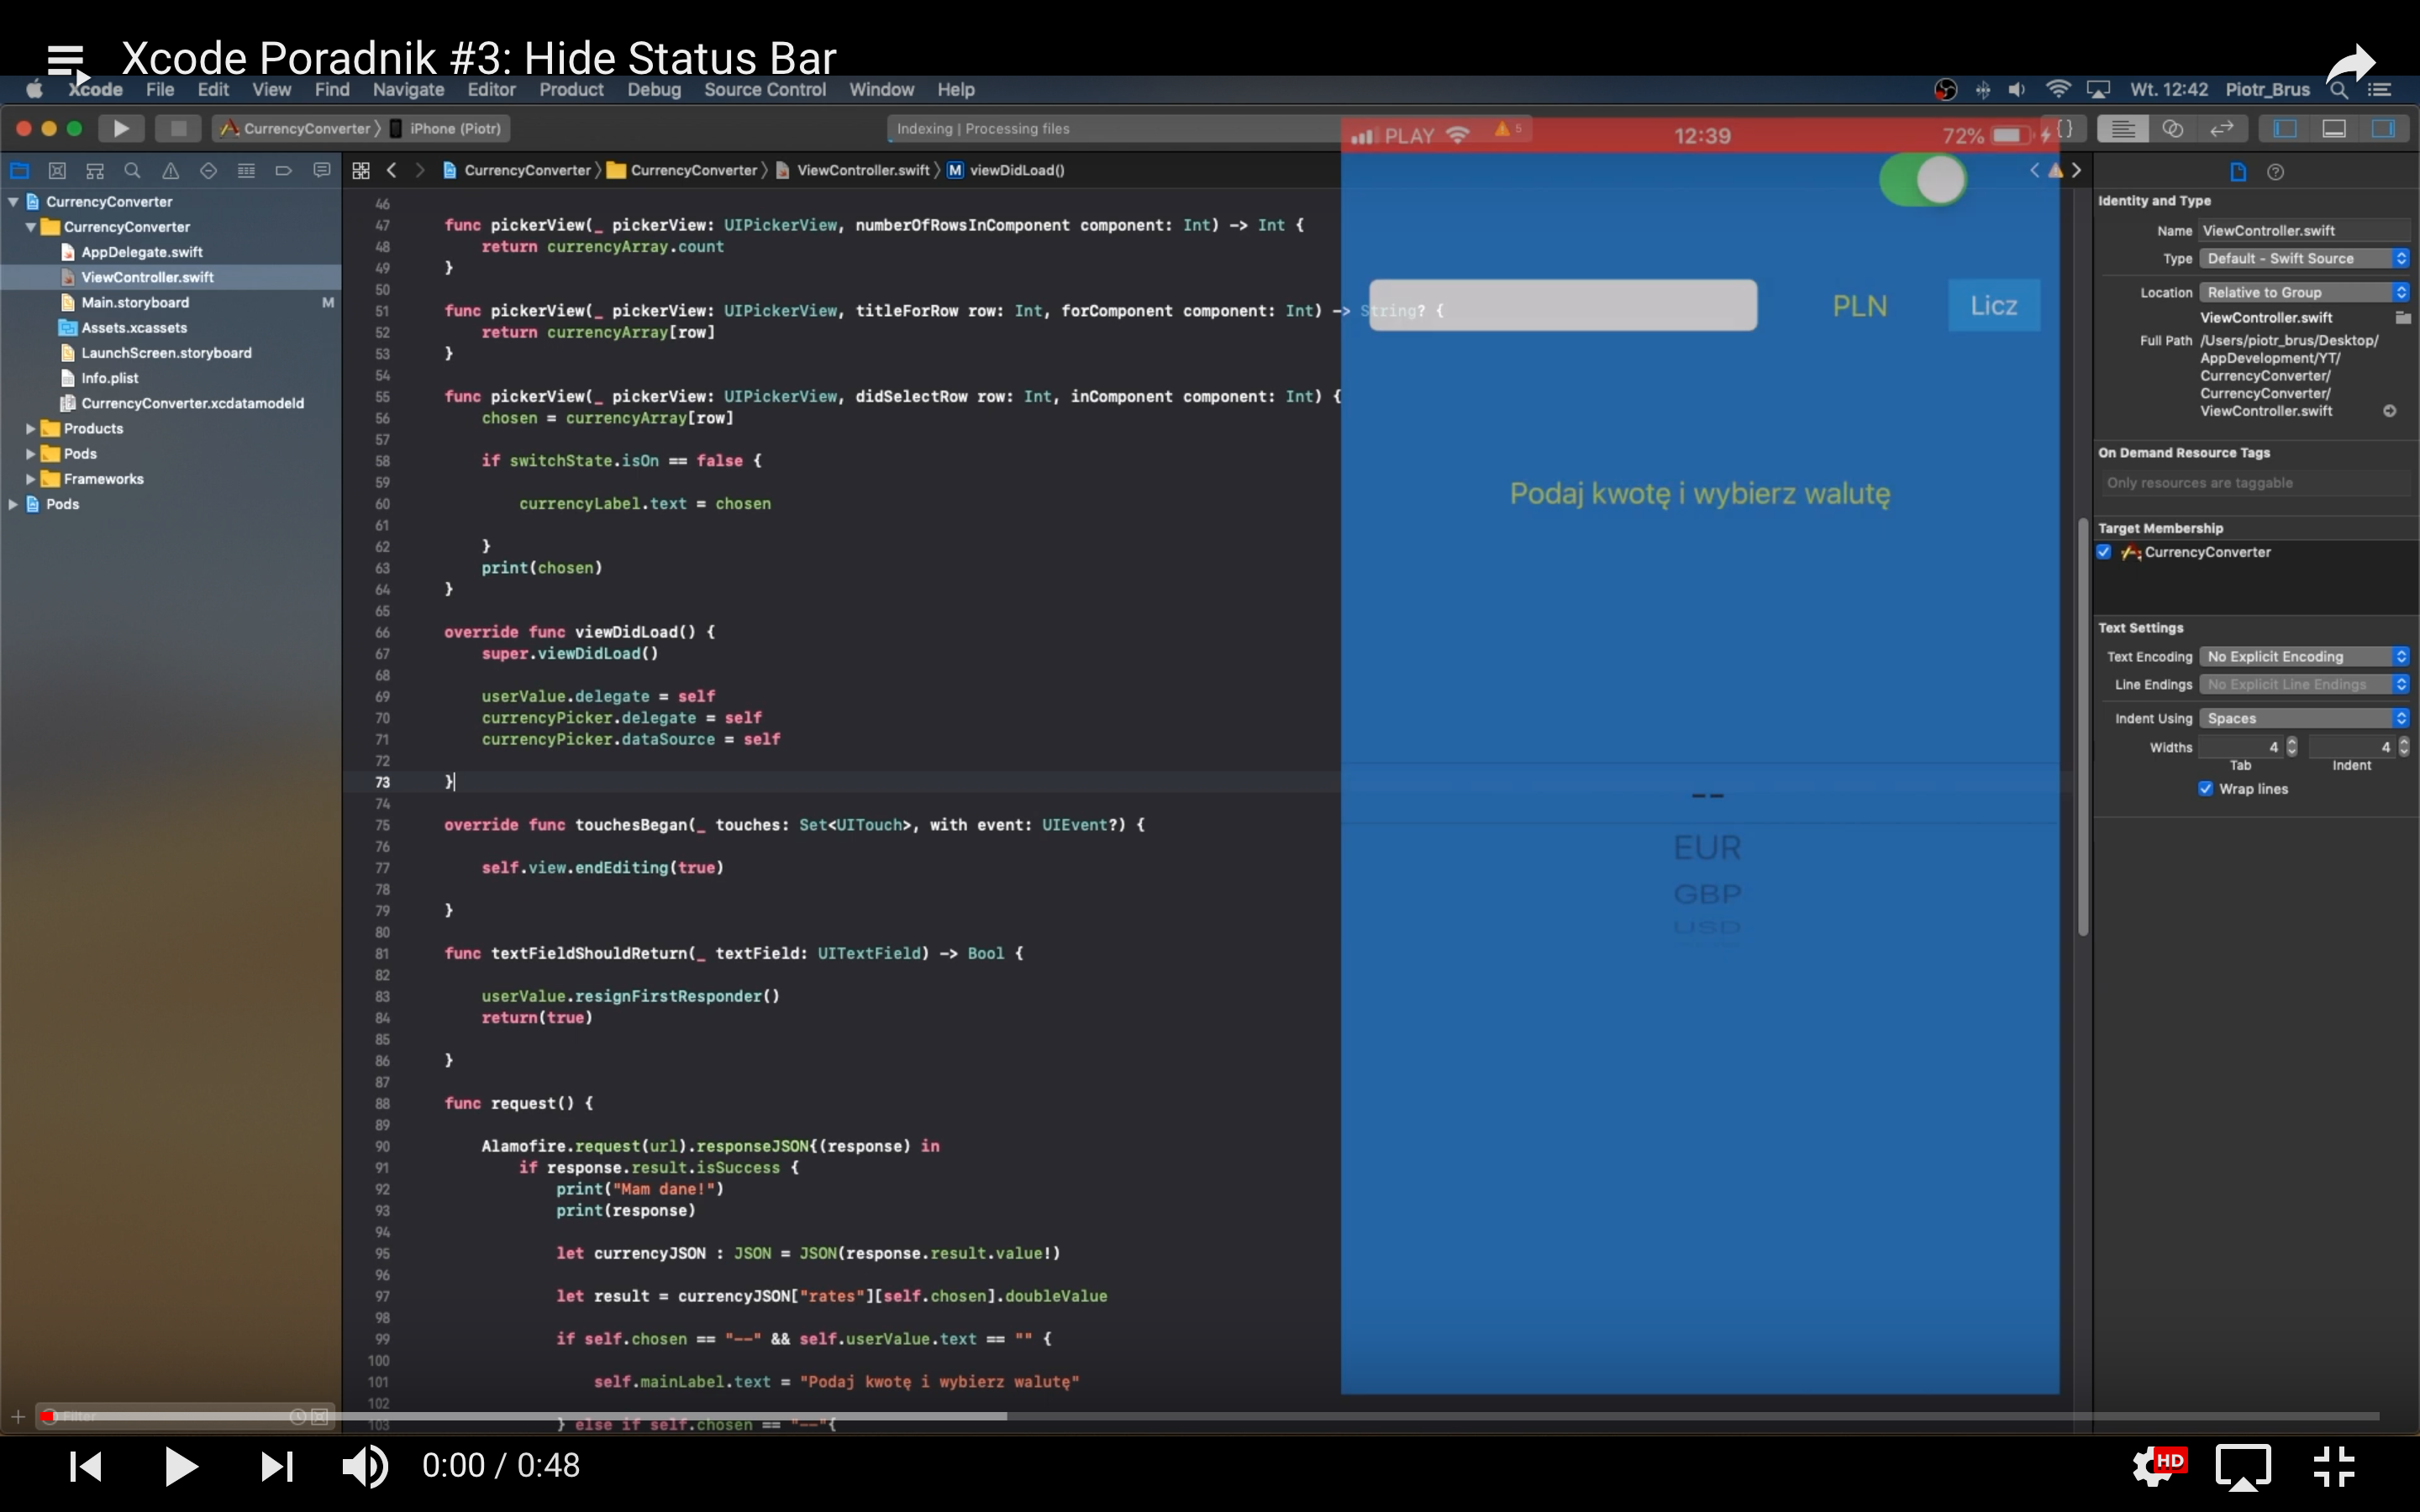 Xcode Poradnik #3: Hide Status Bar
Xcode File Edit View Find Navigate Editor Product Debug Source Control Window Help Wt. 12:42 Piotr_Brus
CurrencyConverter iPhone (Piotr) Indexing | Processing files 5
CurrencyConverter CurrencyConverter ViewController.swift M viewDidLoad()
CurrencyConverter
CurrencyConverter
AppDelegate.swift
ViewController.swift
Main.storyboard M
Assets.xcassets
LaunchScreen.storyboard
Info.plist
CurrencyConverter.xcdatamodeld
Products
Pods
Frameworks
Pods
Filter
46
47 func pickerView(_ pickerView: UIPickerView, numberOfRowsInComponent component: Int) -> Int {
48 return currencyArray.count
49 }
50
51 func pickerView(_ pickerView: UIPickerView, titleForRow row: Int, forComponent component: Int) -> String? {
52 return currencyArray[row]
53 }
54
55 func pickerView(_ pickerView: UIPickerView, didSelectRow row: Int, inComponent component: Int) {
56 chosen = currencyArray[row]
57
58 if switchState.isOn == false {
59
60 currencyLabel.text = chosen
61
62 }
63 print(chosen)
64 }
65
66 override func viewDidLoad() {
67 super.viewDidLoad()
68
69 userValue.delegate = self
70 currencyPicker.delegate = self
71 currencyPicker.dataSource = self
72
73 }
74
75 override func touchesBegan(_ touches: Set<UITouch>, with event: UIEvent?) {
76
77 self.view.endEditing(true)
78
79 }
80
81 func textFieldShouldReturn(_ textField: UITextField) -> Bool {
82
83 userValue.resignFirstResponder()
84 return(true)
85
86 }
87
88 func request() {
89
90 Alamofire.request(url).responseJSON{(response) in
91 if response.result.isSuccess {
92 print("Mam dane!")
93 print(response)
94
95 let currencyJSON : JSON = JSON(response.result.value!)
96
97 let result = currencyJSON["rates"][self.chosen].doubleValue
98
99 if self.chosen == "--" && self.userValue.text == "" {
100
101 self.mainLabel.text = "Podaj kwotę i wybierz walutę"
102
103 } else if self.chosen == "--"{
PLAY 12:39 72%
PLN Licz
Podaj kwotę i wybierz walutę
--
EUR
GBP
USD
Identity and Type
Name ViewController.swift
Type Default - Swift Source
Location Relative to Group
ViewController.swift
Full Path /Users/piotr_brus/Desktop/
AppDevelopment/YT/
CurrencyConverter/
CurrencyConverter/
ViewController.swift
On Demand Resource Tags
Only resources are taggable
Target Membership
CurrencyConverter
Text Settings
Text Encoding No Explicit Encoding
Line Endings No Explicit Line Endings
Indent Using Spaces
Widths 4 4
Tab Indent
Wrap lines
0:00 / 0:48 HD